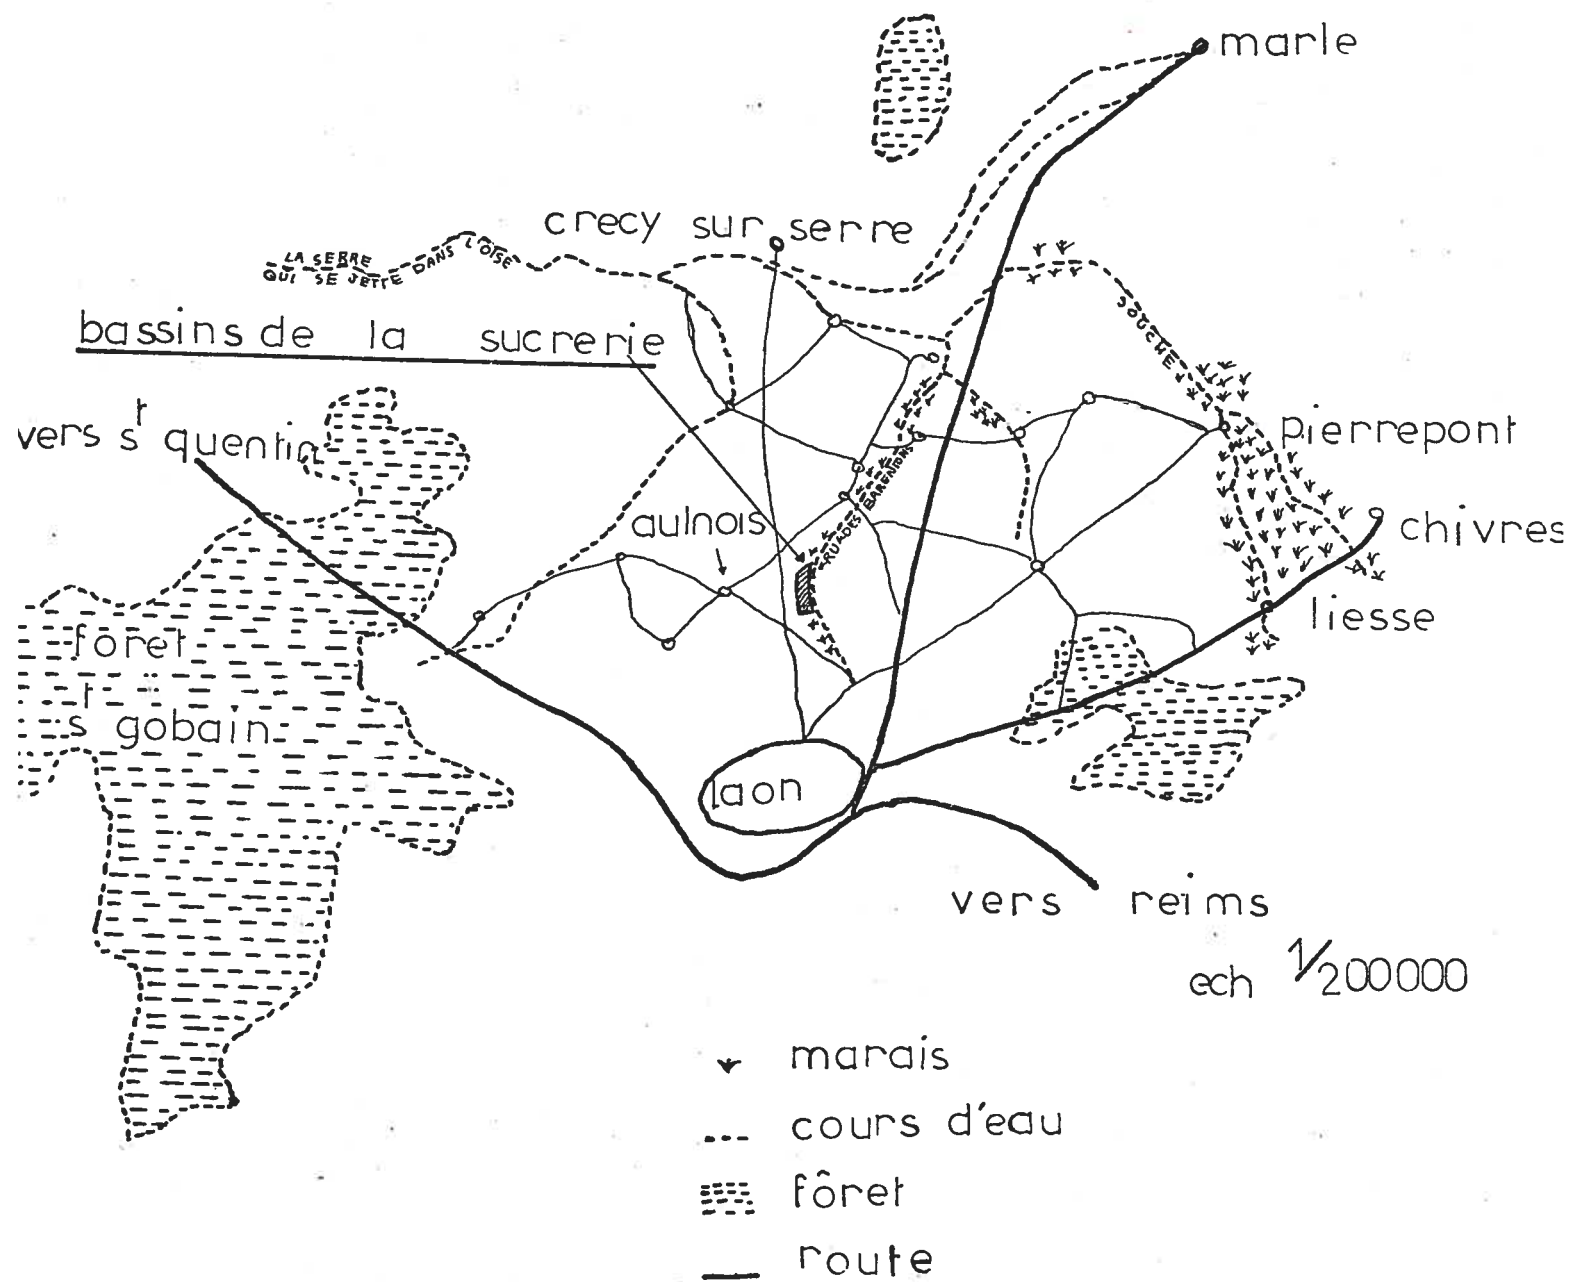 marle
crecy sur serre
LA SERRE
QUI SE JETTE DANS L'OISE
bassins de la sucrerie
souche
vers st quentin
pierrepont
RU A DES BARENTONS
aulnois
chivres
liesse
foret
st gobain
laon
vers reims
ech 1/200000
marais
cours d'eau
fôret
route